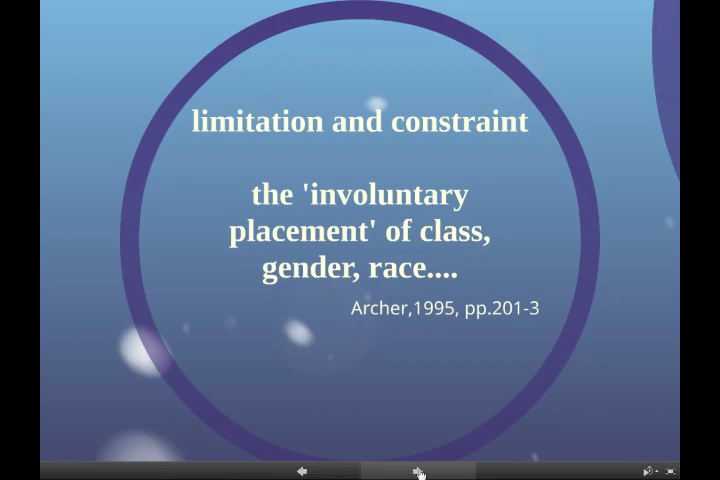 limitation and constraint
the 'involuntary
placement' of class,
gender, race....
Archer,1995, pp.201-3